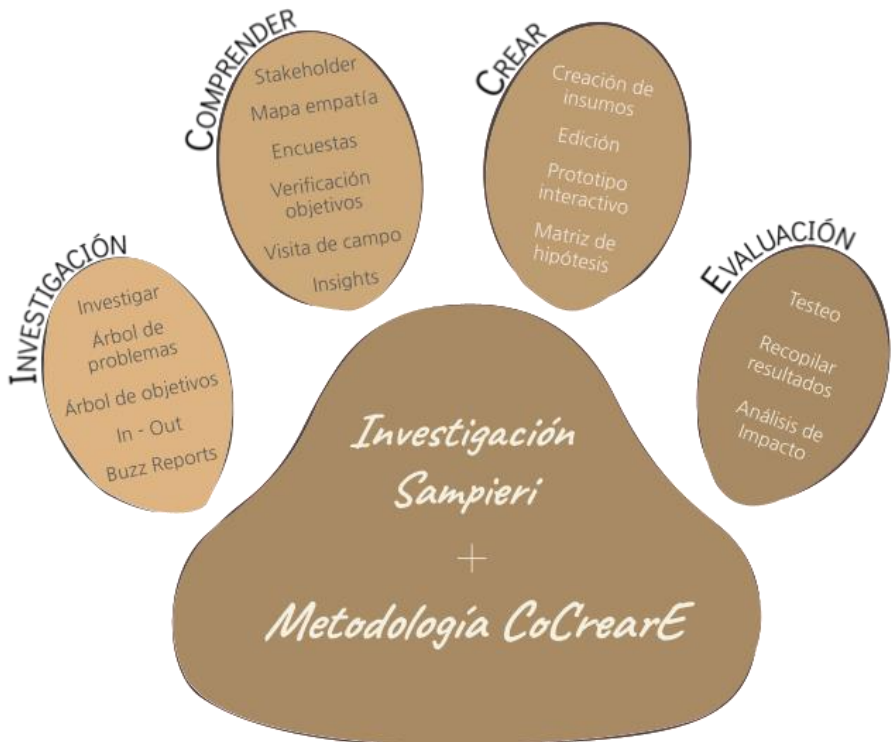 INVESTIGACIÓN
Investigar
Árbol de
problemas
Árbol de objetivos
In - Out
Buzz Reports
COMPRENDER
Stakeholder
Mapa empatía
Encuestas
Verificación
objetivos
Visita de campo
Insights
CREAR
Creación de
insumos
Edición
Prototipo
interactivo
Matriz de
hipótesis
EVALUACIÓN
Testeo
Recopilar
resultados
Análisis de
Impacto
Investigación
Sampieri
+
Metodología CoCrearE